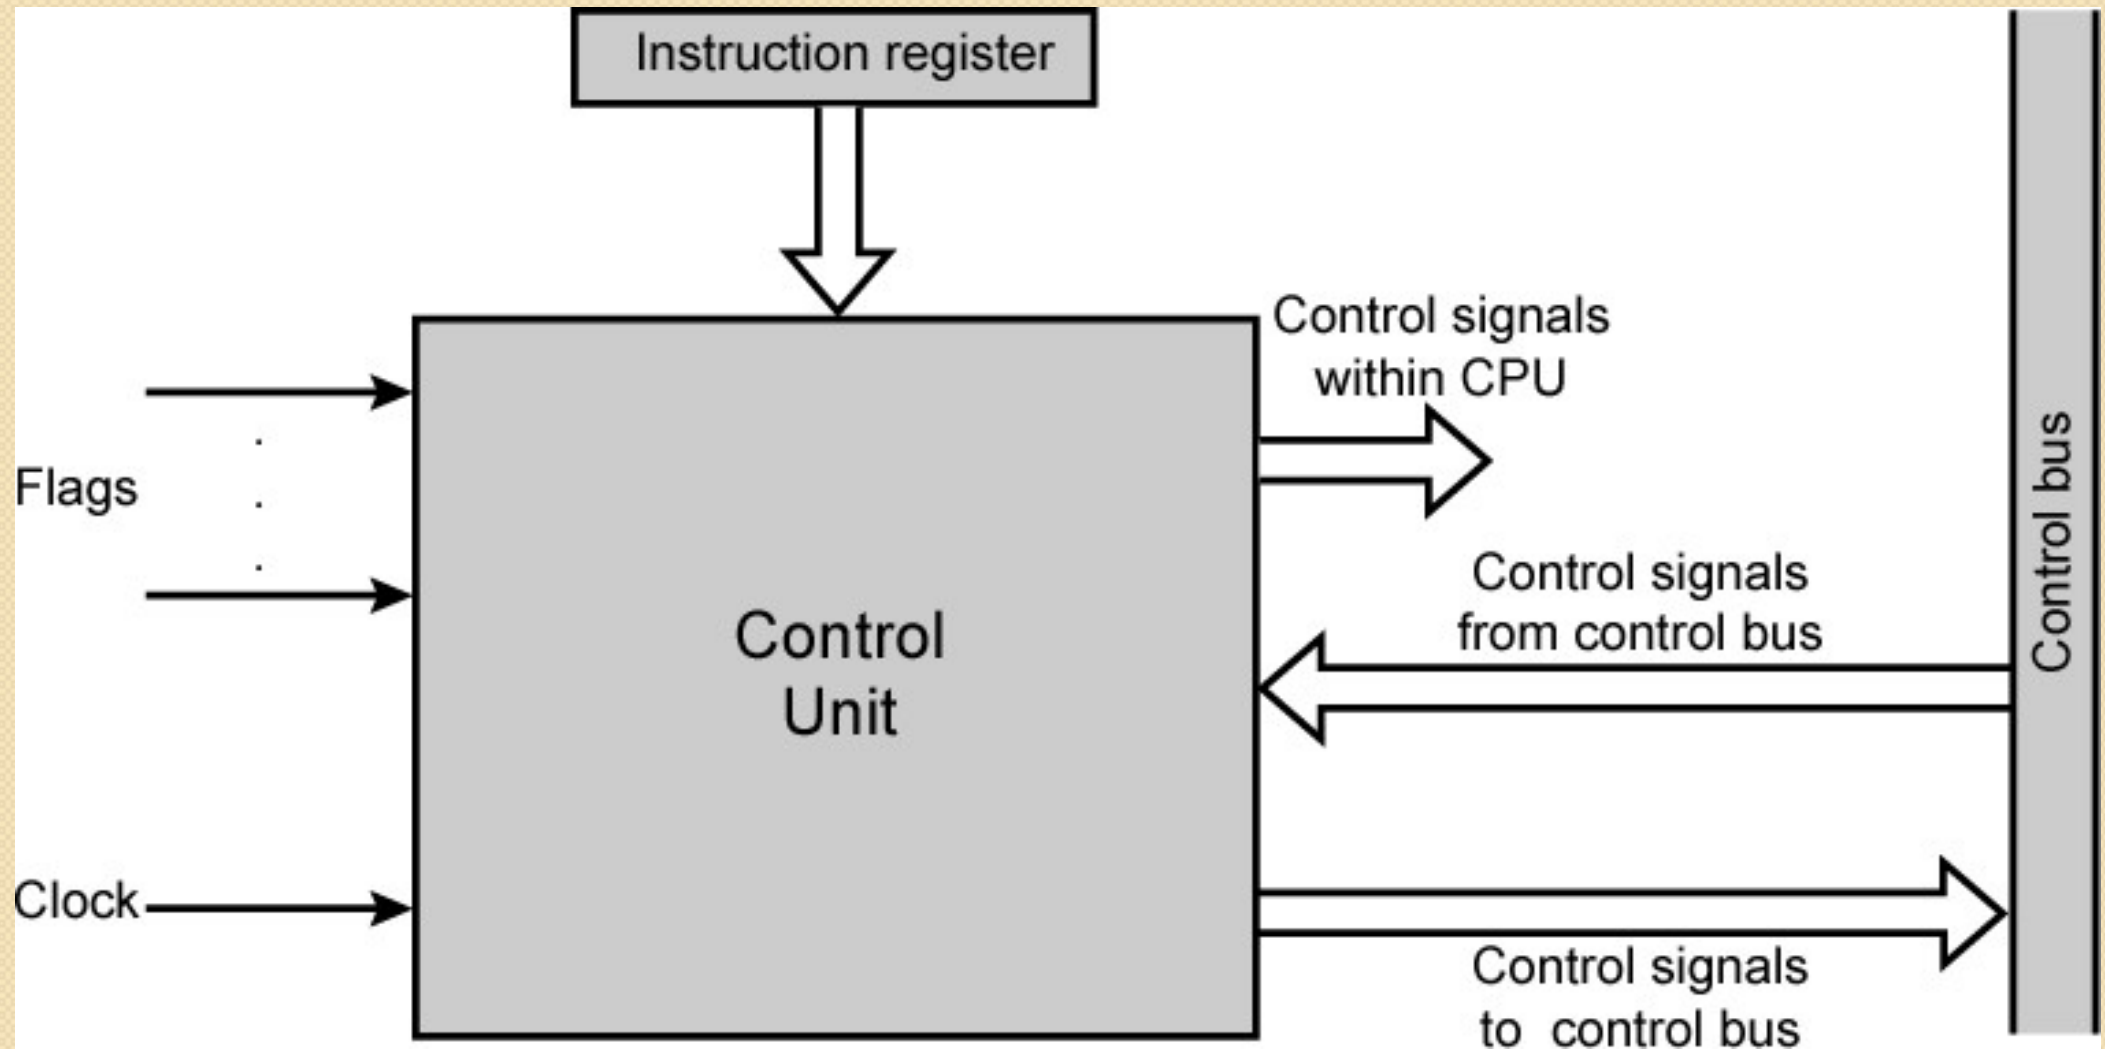 Instruction register
Control signals
within CPU
Flags
Control signals
from control bus
Control
Unit
Control bus
Clock
Control signals
to control bus